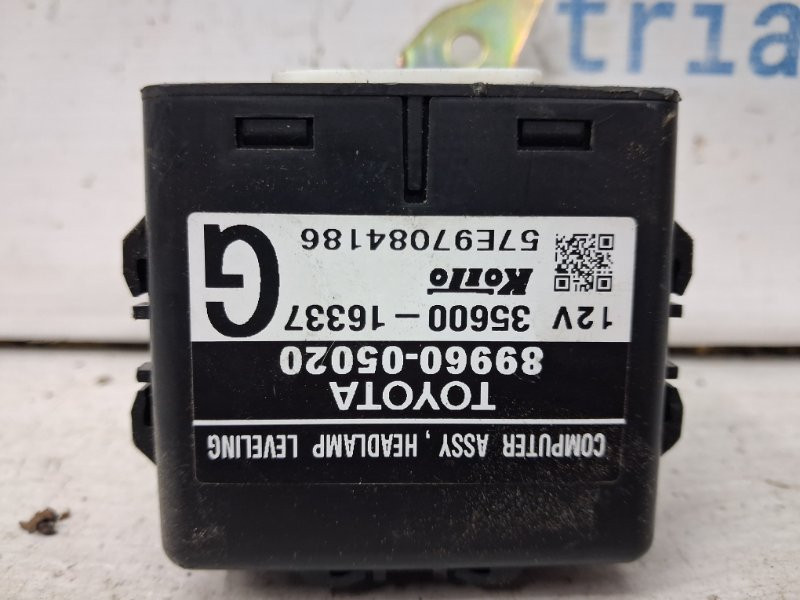 COMPUTER ASSY, HEADLAMP LEVELING
TOYOTA
89960-05020
12V 35600-16337
Koito
57E97084186
G
tria